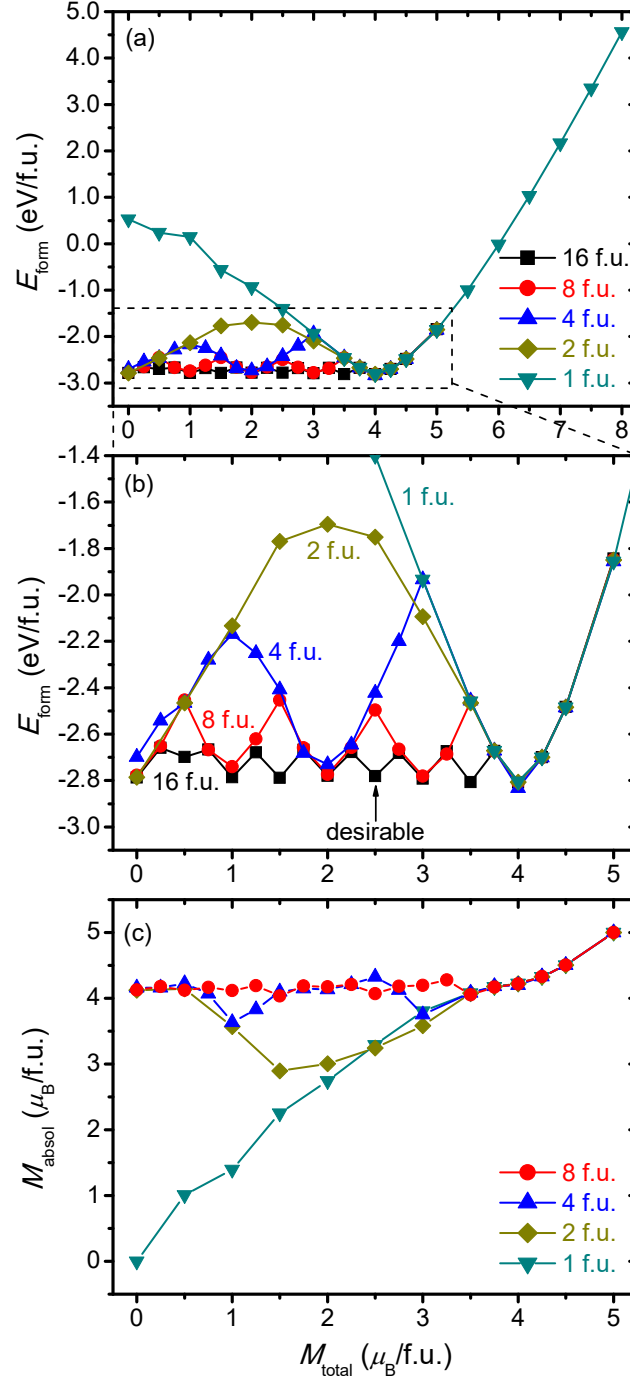 (a)
5.0
4.0
3.0
2.0
1.0
0.0
-1.0
-2.0
-3.0
E_form (eV/f.u.)
16 f.u.
8 f.u.
4 f.u.
2 f.u.
1 f.u.
0 1 2 3 4 5 6 7 8
(b)
-1.4
-1.6
-1.8
-2.0
-2.2
-2.4
-2.6
-2.8
-3.0
E_form (eV/f.u.)
1 f.u.
2 f.u.
4 f.u.
8 f.u.
16 f.u.
desirable
0 1 2 3 4 5
(c)
5
4
3
2
1
0
M_absol (μ_B/f.u.)
8 f.u.
4 f.u.
2 f.u.
1 f.u.
0 1 2 3 4 5
M_total (μ_B/f.u.)